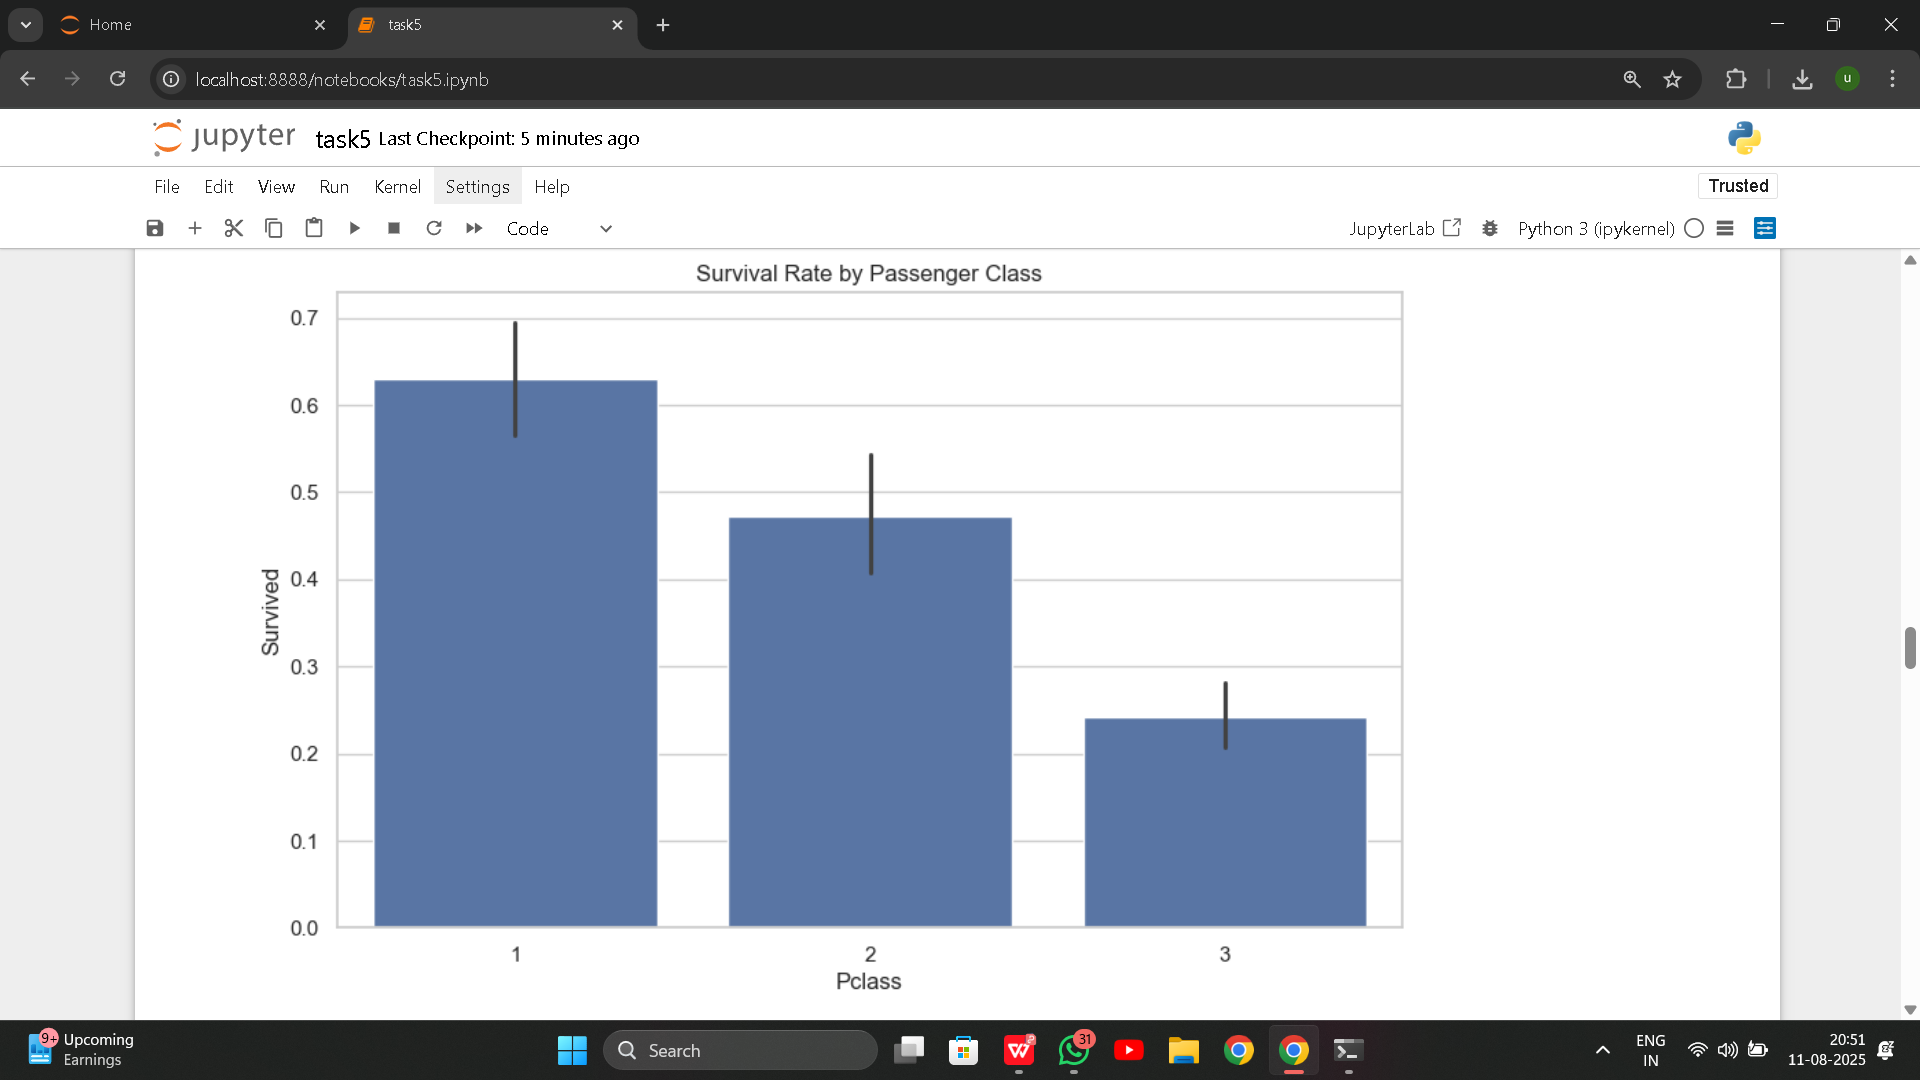 Home
task5
localhost:8888/notebooks/task5.ipynb
u
jupyter task5 Last Checkpoint: 5 minutes ago
File Edit View Run Kernel Settings Help
Trusted
Code
JupyterLab
Python 3 (ipykernel)
Survival Rate by Passenger Class
0.7
0.6
0.5
0.4
0.3
0.2
0.1
0.0
Survived
1 2 3
Pclass
9+
Upcoming
Earnings
Search
31
ENG
IN
20:51
11-08-2025